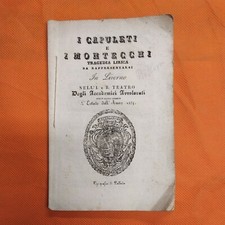 I CAPULETI
E
I MONTECCHI
TRAGEDIA LIRICA
DA RAPPRESENTARSI
In Livorno
NELL' I. e R. TEATRO
Degli Accademici Avvalorati
L'Estate dell' Anno